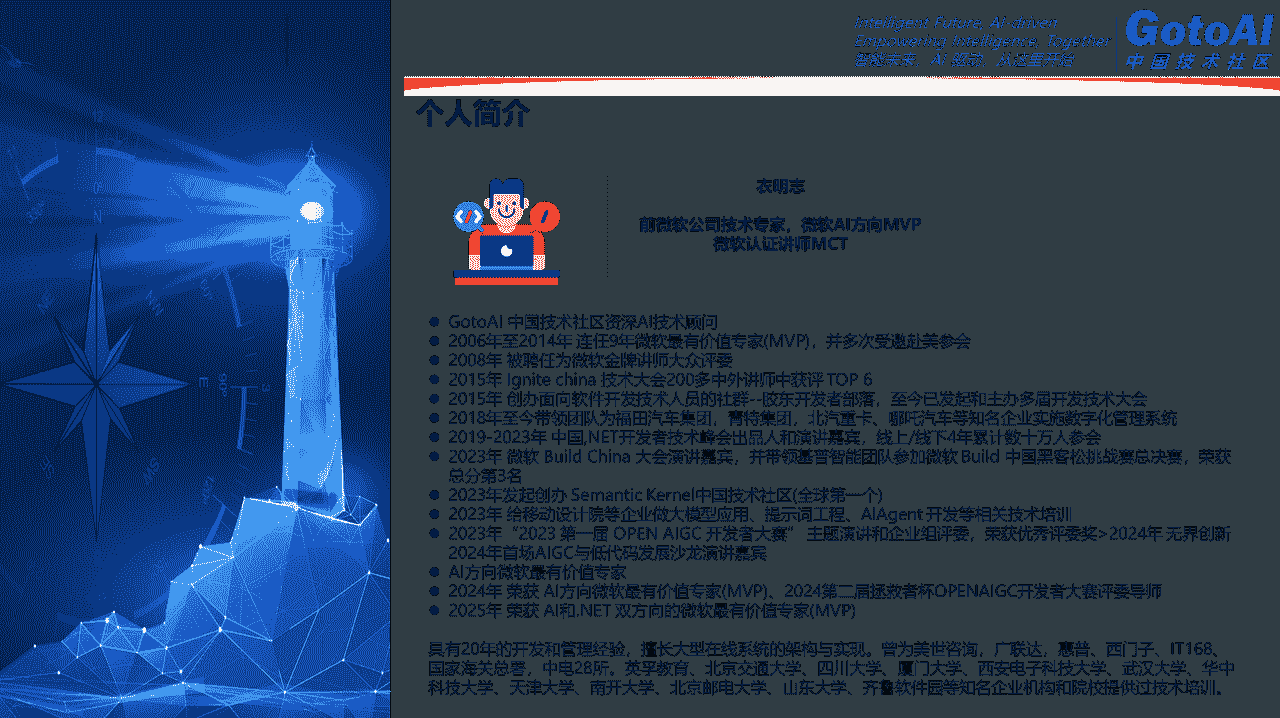 Intelligent Future, AI-driven
Empowering Intelligence, Together
智能未来，AI 驱动，从这里开始
GotoAI
中国技术社区
个人简介
衣明志
前微软公司技术专家，微软AI方向MVP
微软认证讲师MCT
● GotoAI 中国技术社区资深AI技术顾问
● 2006年至2014年 连任9年微软最有价值专家(MVP)，并多次受邀赴美参会
● 2008年 被聘任为微软金牌讲师大众评委
● 2015年 Ignite china 技术大会200多中外讲师中获评 TOP 6
● 2015年 创办面向软件开发技术人员的社群--胶东开发者部落，至今已发起和主办多届开发技术大会
● 2018年至今带领团队为福田汽车集团，青特集团，北汽重卡、哪吒汽车等知名企业实施数字化管理系统
● 2019-2023年 中国.NET开发者技术峰会出品人和演讲嘉宾，线上/线下4年累计数十万人参会
● 2023年 微软 Build China 大会演讲嘉宾，并带领基普智能团队参加微软 Build 中国黑客松挑战赛总决赛，荣获
总分第3名
● 2023年发起创办 Semantic Kernel中国技术社区(全球第一个)
● 2023年 给移动设计院等企业做大模型应用、提示词工程、AIAgent 开发等相关技术培训
● 2023年“2023 第一届 OPEN AIGC 开发者大赛” 主题演讲和企业组评委，荣获优秀评委奖>2024年 无界创新
2024年首场AIGC与低代码发展沙龙演讲嘉宾
● AI方向微软最有价值专家
● 2024年 荣获 AI方向微软最有价值专家(MVP)、2024第二届拯救者杯OPENAIGC开发者大赛评委导师
● 2025年 荣获 AI和.NET 双方向的微软最有价值专家(MVP)
具有20年的开发和管理经验，擅长大型在线系统的架构与实现。曾为美世咨询，广联达，惠普、西门子、IT168、
国家海关总署，中电28所。英孚教育、北京交通大学、四川大学、厦门大学、西安电子科技大学、武汉大学、华中
科技大学、天津大学、南开大学、北京邮电大学、山东大学、齐鲁软件园等知名企业机构和院校提供过技术培训。
N
E